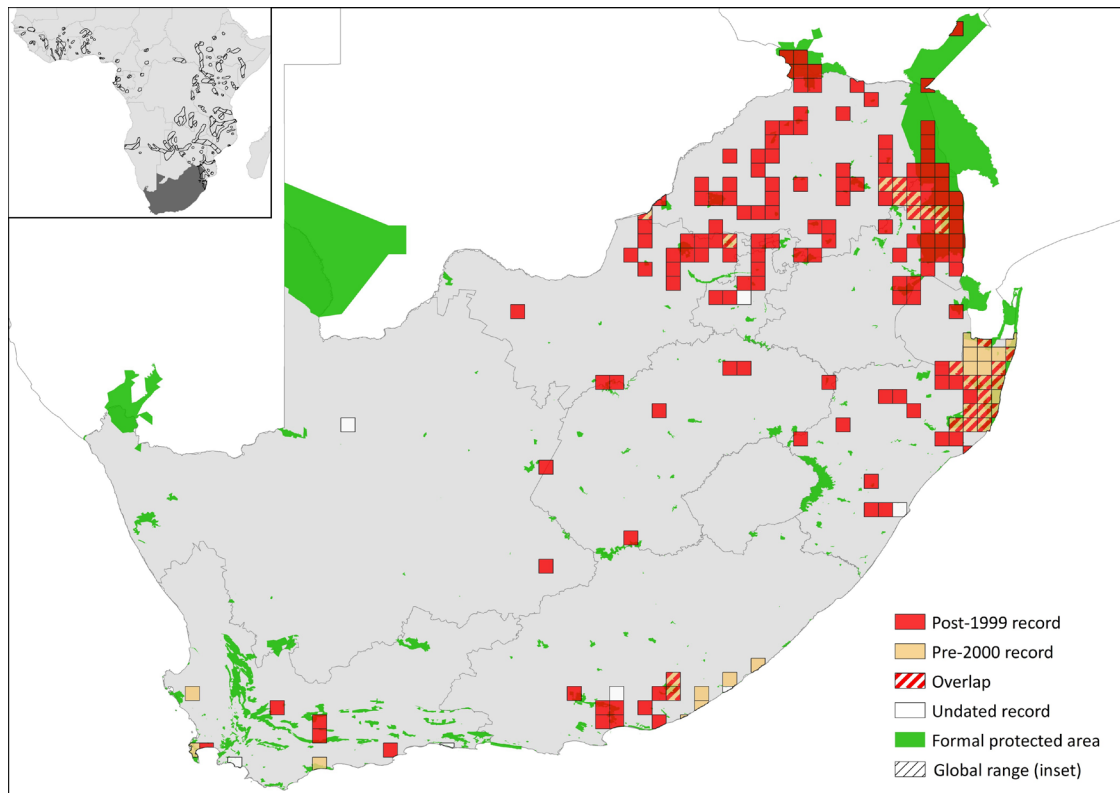 Post-1999 record
Pre-2000 record
Overlap
Undated record
Formal protected area
Global range (inset)